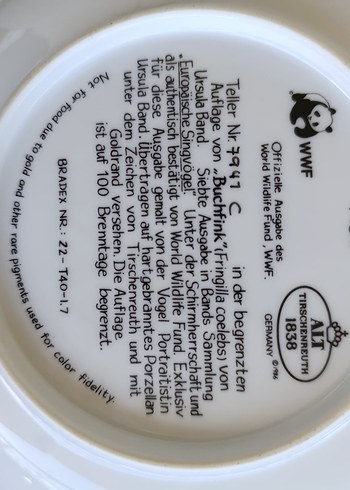 WWF
Offizielle Ausgabe des
World Wildlife Fund, WWF.
ALT
TIRSCHENREUTH
1838
GERMANY © 1986
Teller Nr. 7941 C in der begrenzten
Auflage von „Buchfink“ (Fringilla coelebs) von
Ursula Band. Siebte Ausgabe in Bands Sammlung
„Europäische Singvögel.“ Unter der Schirmherrschaft und
als authentisch bestätigt von World Wildlife Fund. Exklusiv
für diese Ausgabe gemalt von der Vogel Portraitistin
Ursula Band. Übertragen auf hartgebranntes Porzellan
unter dem Zeichen von Tirschenreuth und mit
Goldrand versehen. Die Auflage
ist auf 100 Brenntage begrenzt.
BRADEX NR.: 22-T40-1.7
Not for food due to gold and other rare pigments used for color fidelity.